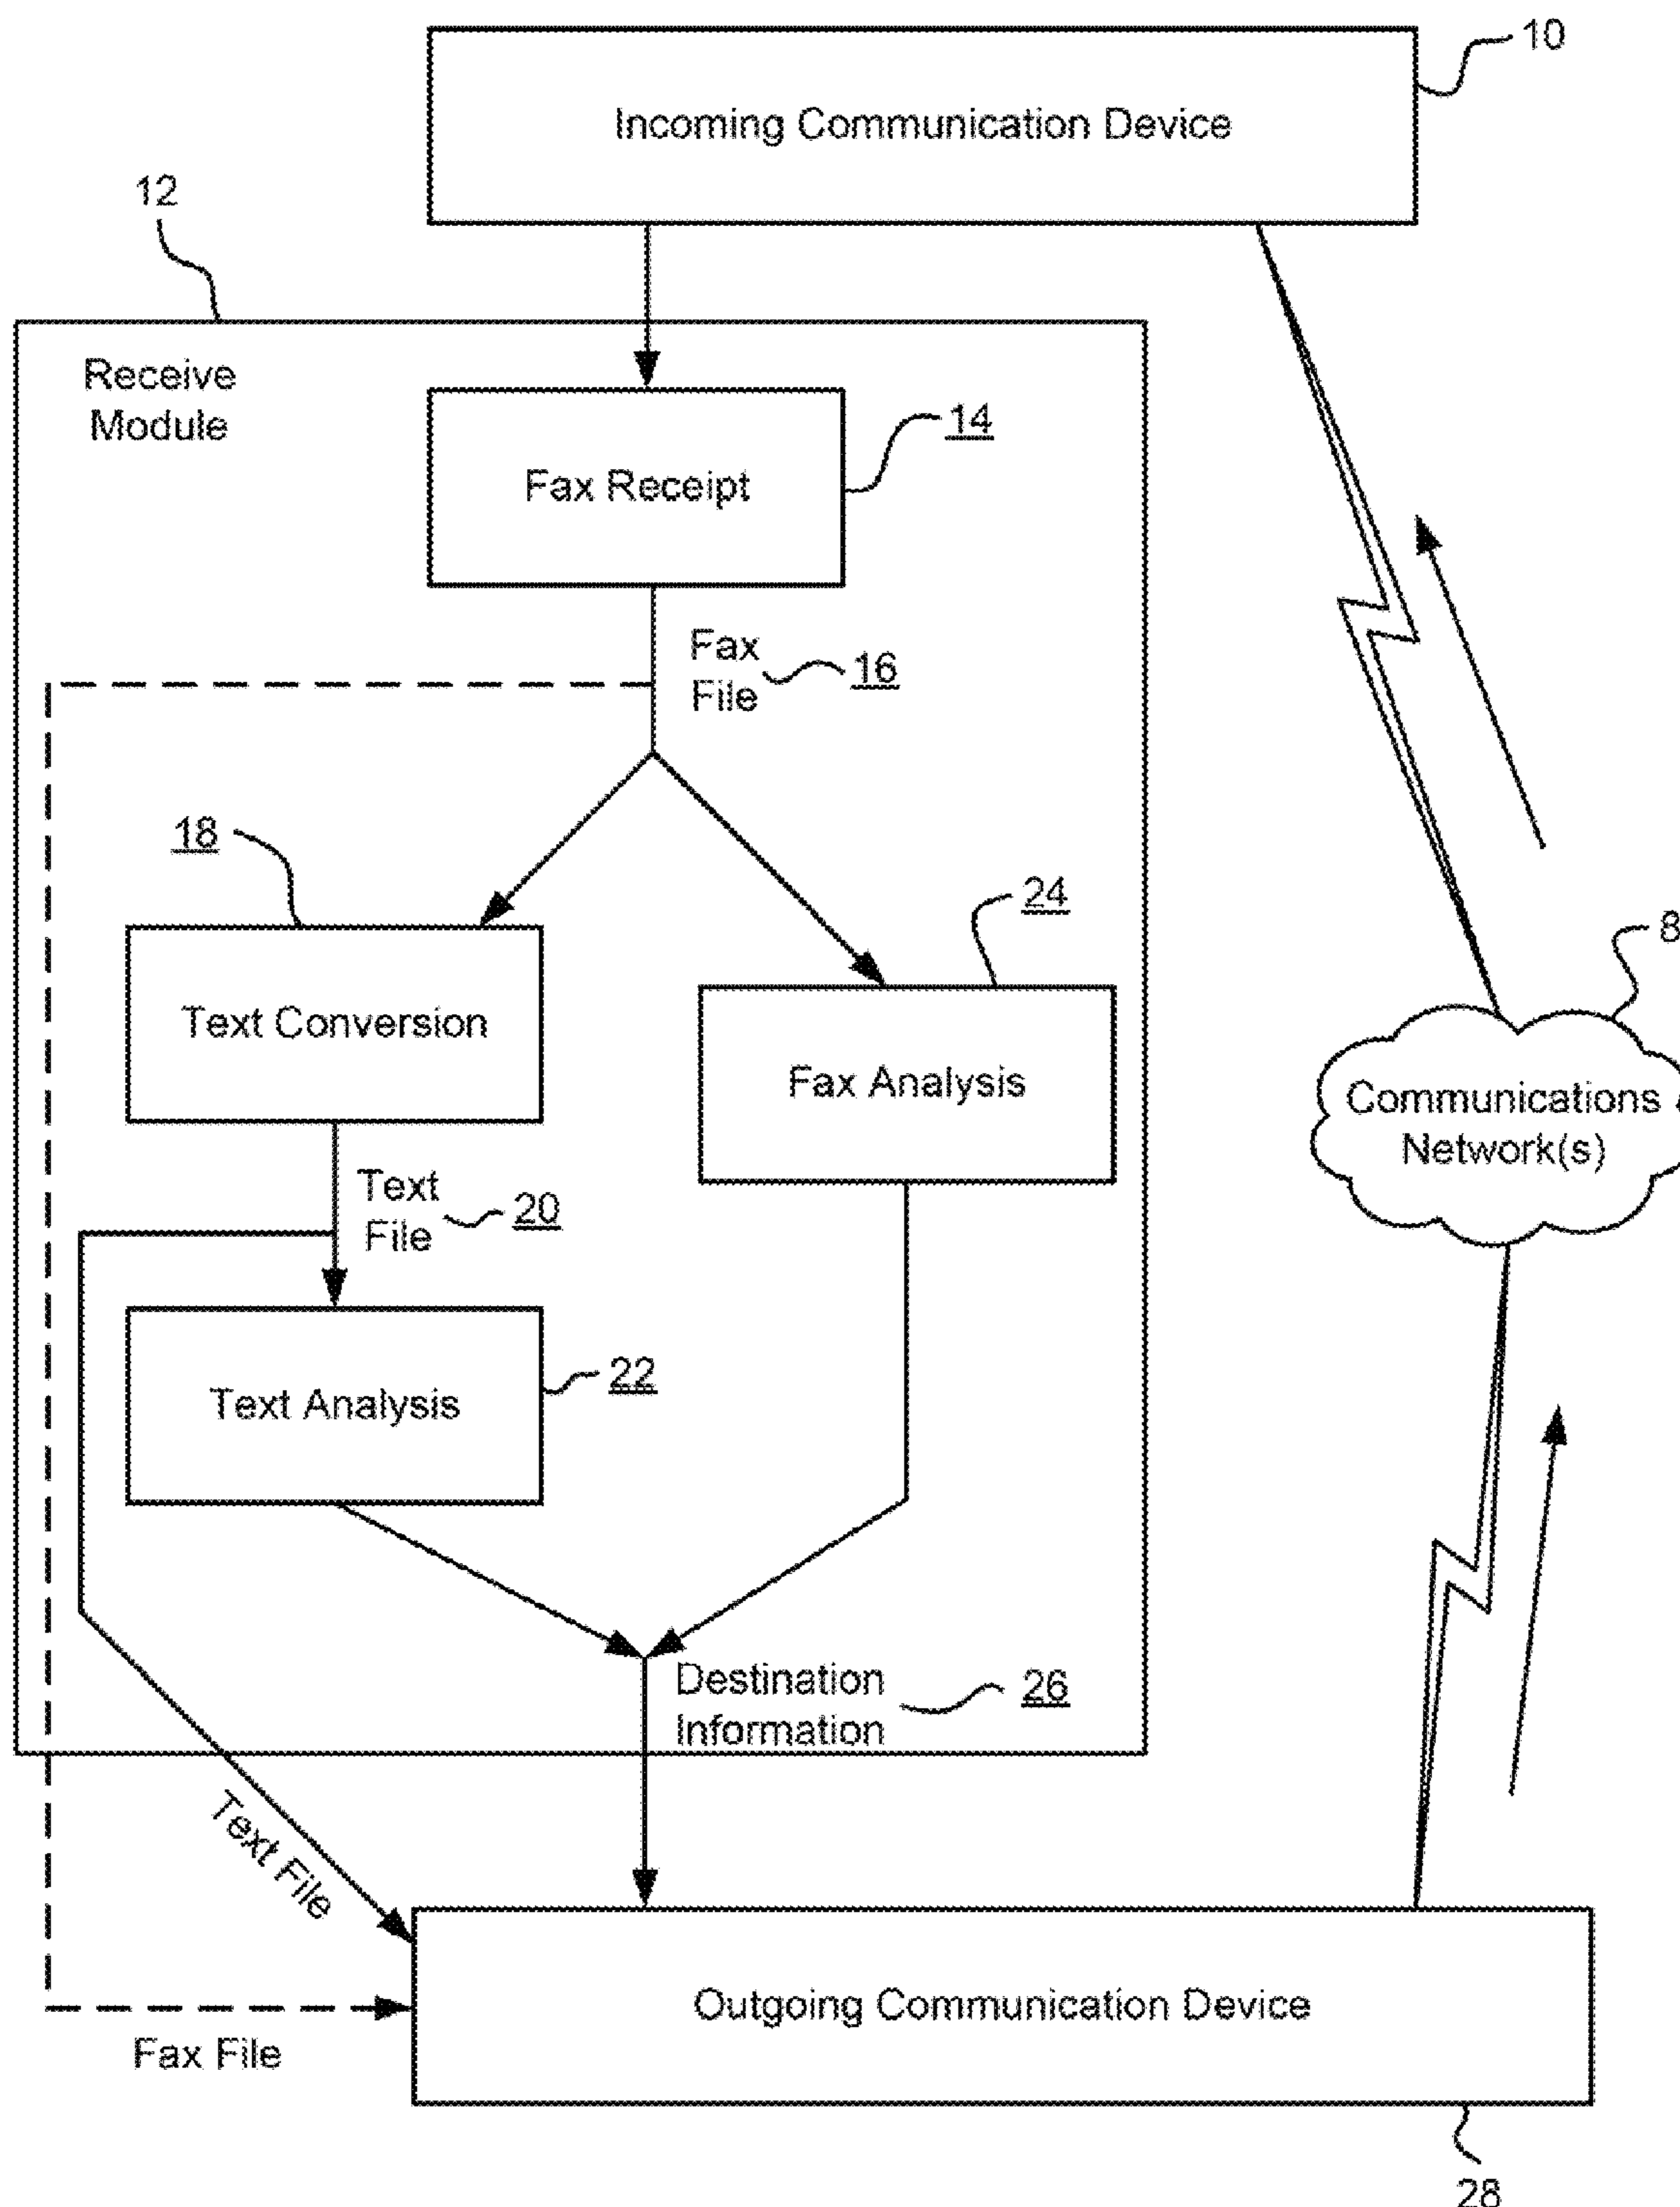 10
Incoming Communication Device
12
Receive
Module
14
Fax Receipt
Fax
File
16
18
24
8
Text Conversion
Fax Analysis
Communications
Network(s)
Text
File
20
22
Text Analysis
Destination
Information
26
Text File
Outgoing Communication Device
Fax File
28